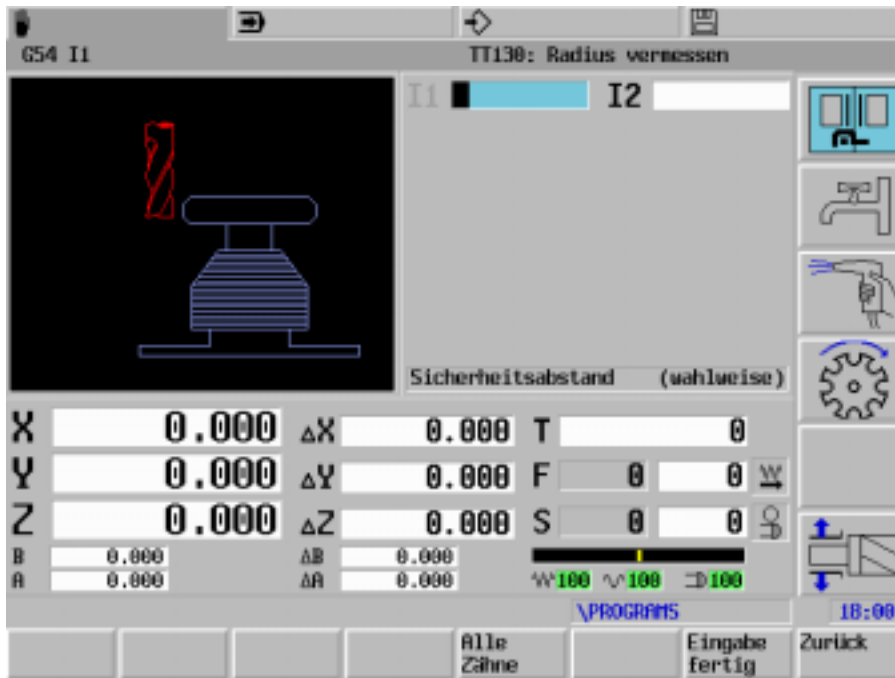 G54 I1 TT130: Radius vermessen
I1 I2
Sicherheitsabstand (wahlweise)
X 0.000 ΔX 0.000 T 0
Y 0.000 ΔY 0.000 F 0 0
Z 0.000 ΔZ 0.000 S 0 0
B 0.000 ΔB 0.000
A 0.000 ΔA 0.000 100 100 100
\PROGRAMS 18:00
Alle Zähne Eingabe fertig Zurück